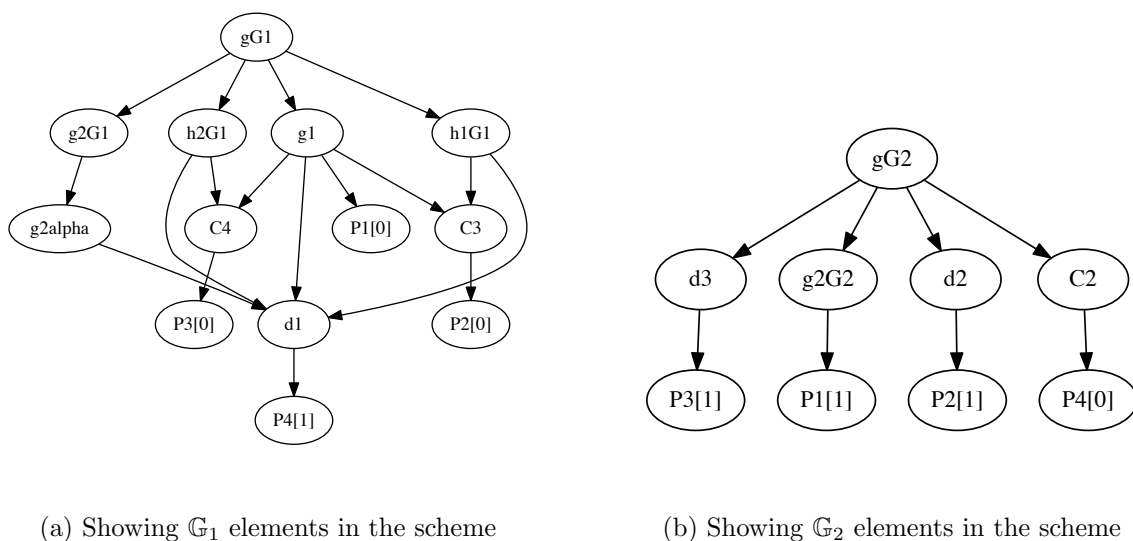 gG1
g2G1 h2G1 g1 h1G1
g2alpha C4 P1[0] C3
P3[0] d1 P2[0]
P4[1]
(a) Showing 𝔾₁ elements in the scheme
gG2
d3 g2G2 d2 C2
P3[1] P1[1] P2[1] P4[0]
(b) Showing 𝔾₂ elements in the scheme